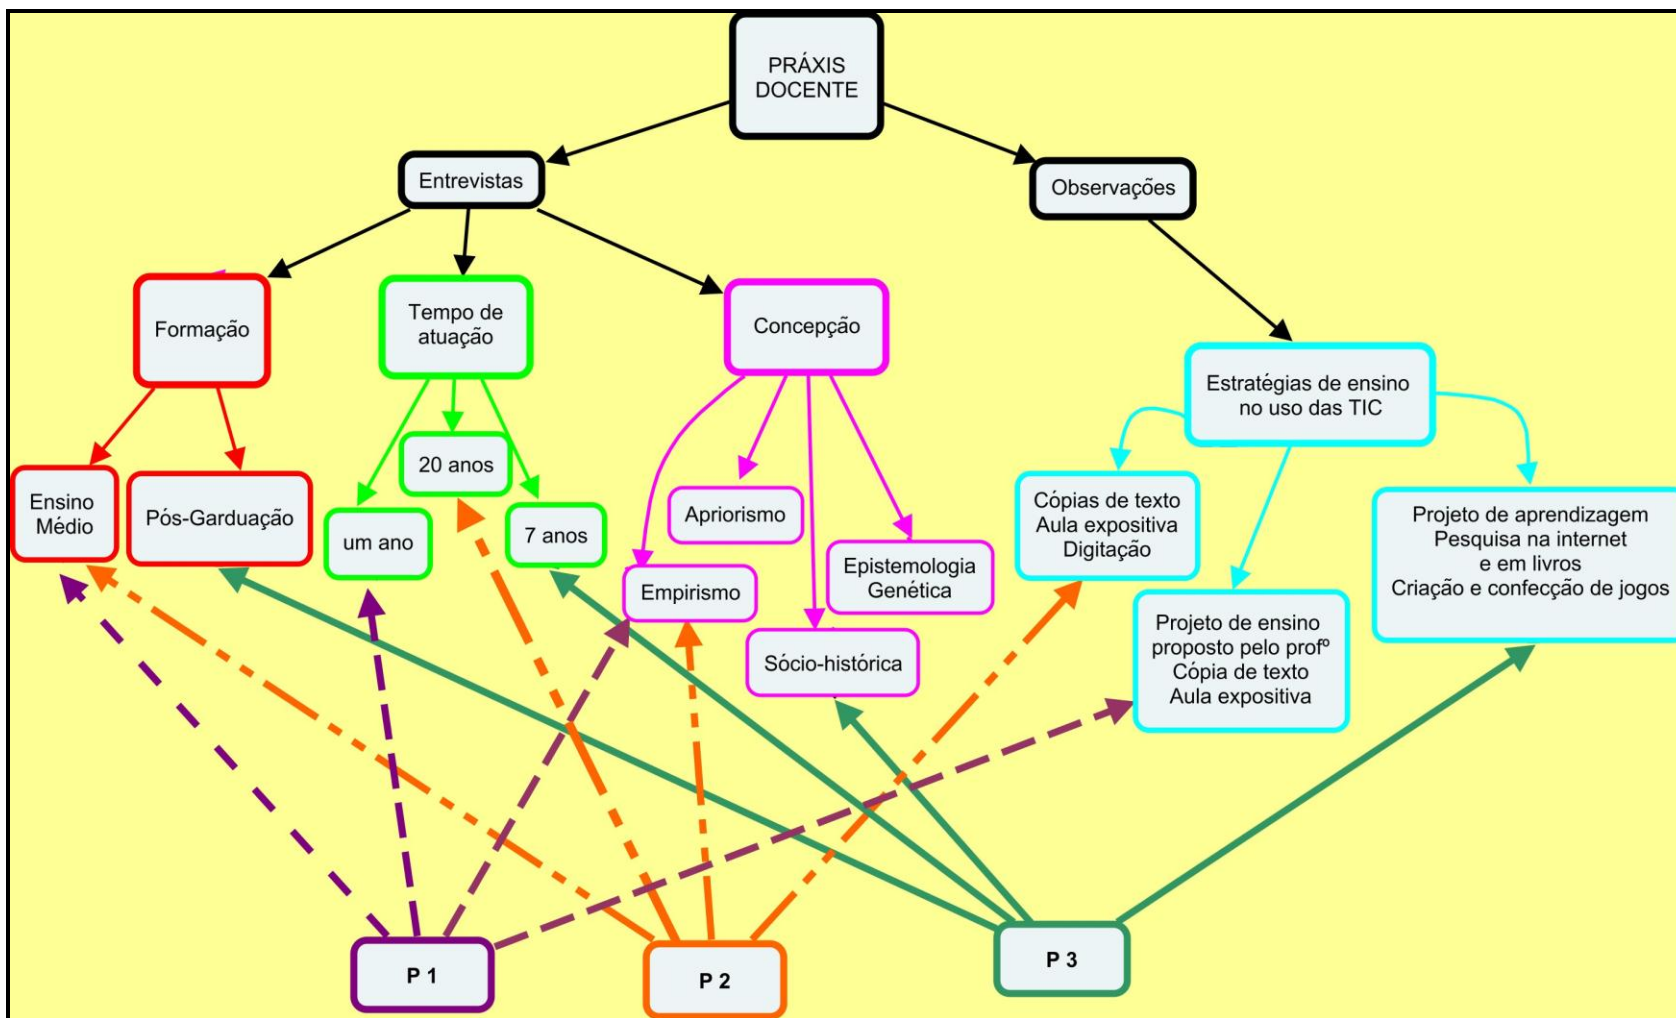 PRÁXIS
DOCENTE
Entrevistas
Observações
Formação
Tempo de
atuação
Concepção
Estratégias de ensino
no uso das TIC
Ensino
Médio
Pós-Garduação
um ano
20 anos
7 anos
Empirismo
Apriorismo
Sócio-histórica
Epistemologia
Genética
Cópias de texto
Aula expositiva
Digitação
Projeto de ensino
proposto pelo profº
Cópia de texto
Aula expositiva
Projeto de aprendizagem
Pesquisa na internet
e em livros
Criação e confecção de jogos
P 1
P 2
P 3